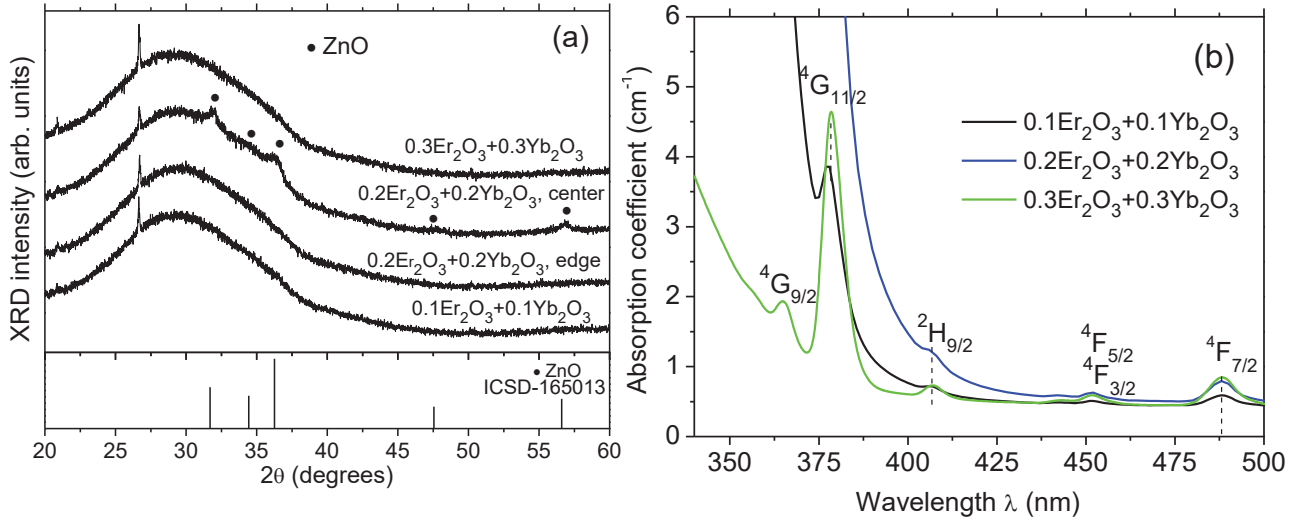 (a)
● ZnO
0.3Er₂O₃+0.3Yb₂O₃
0.2Er₂O₃+0.2Yb₂O₃, center
0.2Er₂O₃+0.2Yb₂O₃, edge
0.1Er₂O₃+0.1Yb₂O₃
XRD intensity (arb. units)
● ZnO
ICSD-165013
20 25 30 35 40 45 50 55 60
2θ (degrees)
(b)
6
5
4
3
2
1
0
Absorption coefficient (cm⁻¹)
⁴G₁₁/₂
0.1Er₂O₃+0.1Yb₂O₃
0.2Er₂O₃+0.2Yb₂O₃
0.3Er₂O₃+0.3Yb₂O₃
⁴G₉/₂
²H₉/₂
⁴F₅/₂
⁴F₃/₂
⁴F₇/₂
350 375 400 425 450 475 500
Wavelength λ (nm)